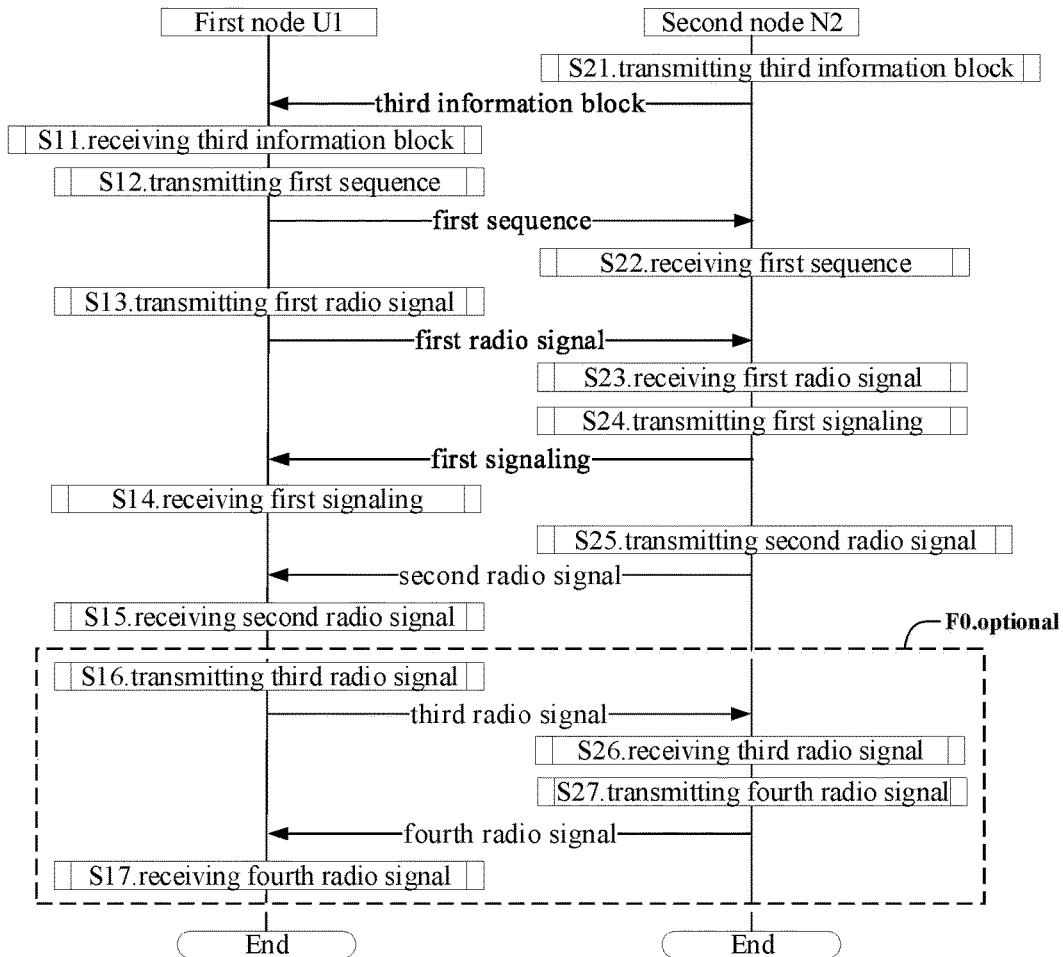 First node U1
Second node N2
S21.transmitting third information block
third information block
S11.receiving third information block
S12.transmitting first sequence
first sequence
S22.receiving first sequence
S13.transmitting first radio signal
first radio signal
S23.receiving first radio signal
S24.transmitting first signaling
first signaling
S14.receiving first signaling
S25.transmitting second radio signal
second radio signal
S15.receiving second radio signal
F0.optional
S16.transmitting third radio signal
third radio signal
S26.receiving third radio signal
S27.transmitting fourth radio signal
fourth radio signal
S17.receiving fourth radio signal
End
End